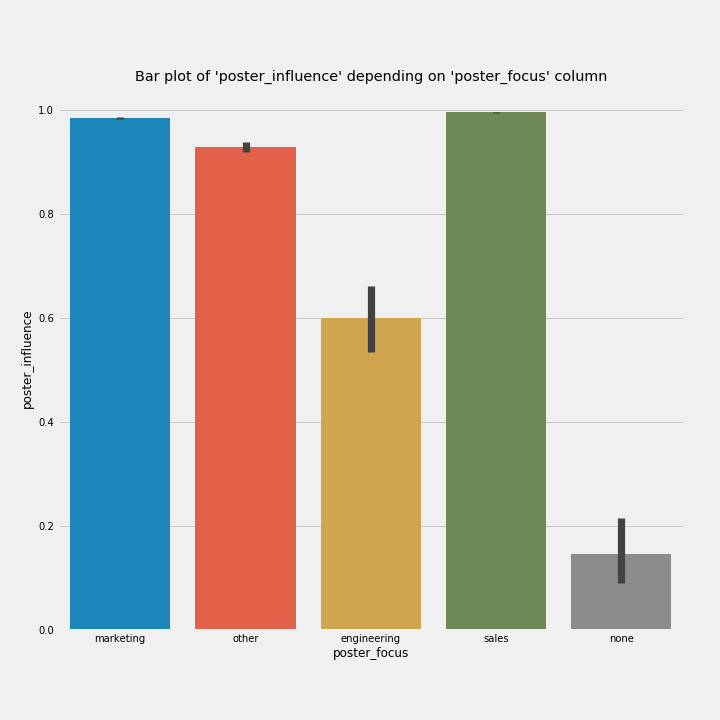 Bar plot of 'poster_influence' depending on 'poster_focus' column
1.0
0.8
0.6
0.4
0.2
0.0
poster_influence
marketing other engineering sales none
poster_focus